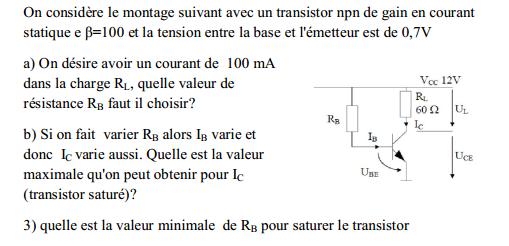 On considère le montage suivant avec un transistor npn de gain en courant
statique e β=100 et la tension entre la base et l'émetteur est de 0,7V
a) On désire avoir un courant de 100 mA
dans la charge RL, quelle valeur de
résistance RB faut il choisir?
b) Si on fait varier RB alors IB varie et
donc IC varie aussi. Quelle est la valeur
maximale qu'on peut obtenir pour IC
(transistor saturé)?
VCC 12V
RL
60 Ω
UL
RB
IC
IB
UCE
UBE
3) quelle est la valeur minimale de RB pour saturer le transistor